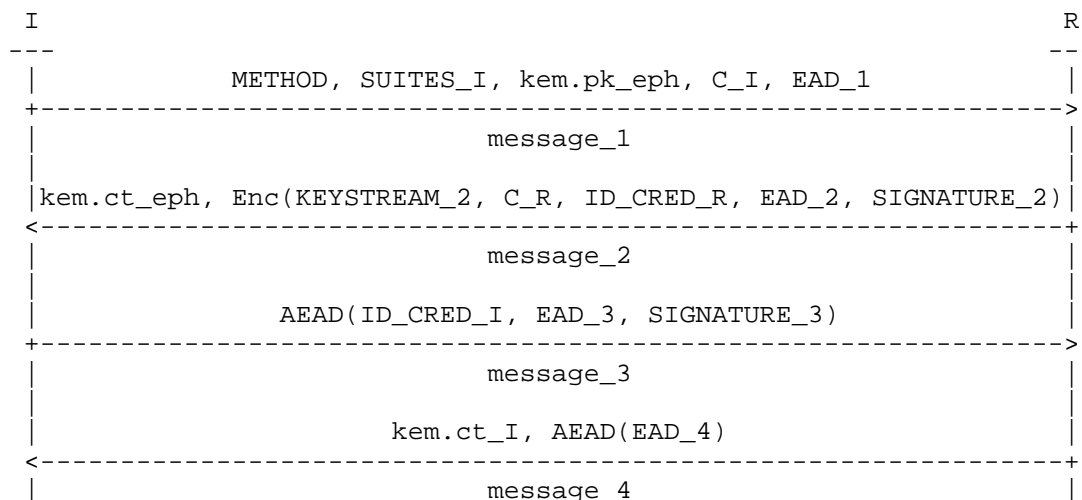 I R
METHOD, SUITES_I, kem.pk_eph, C_I, EAD_1
message_1
kem.ct_eph, Enc(KEYSTREAM_2, C_R, ID_CRED_R, EAD_2, SIGNATURE_2)
message_2
AEAD(ID_CRED_I, EAD_3, SIGNATURE_3)
message_3
kem.ct_I, AEAD(EAD_4)
message_4